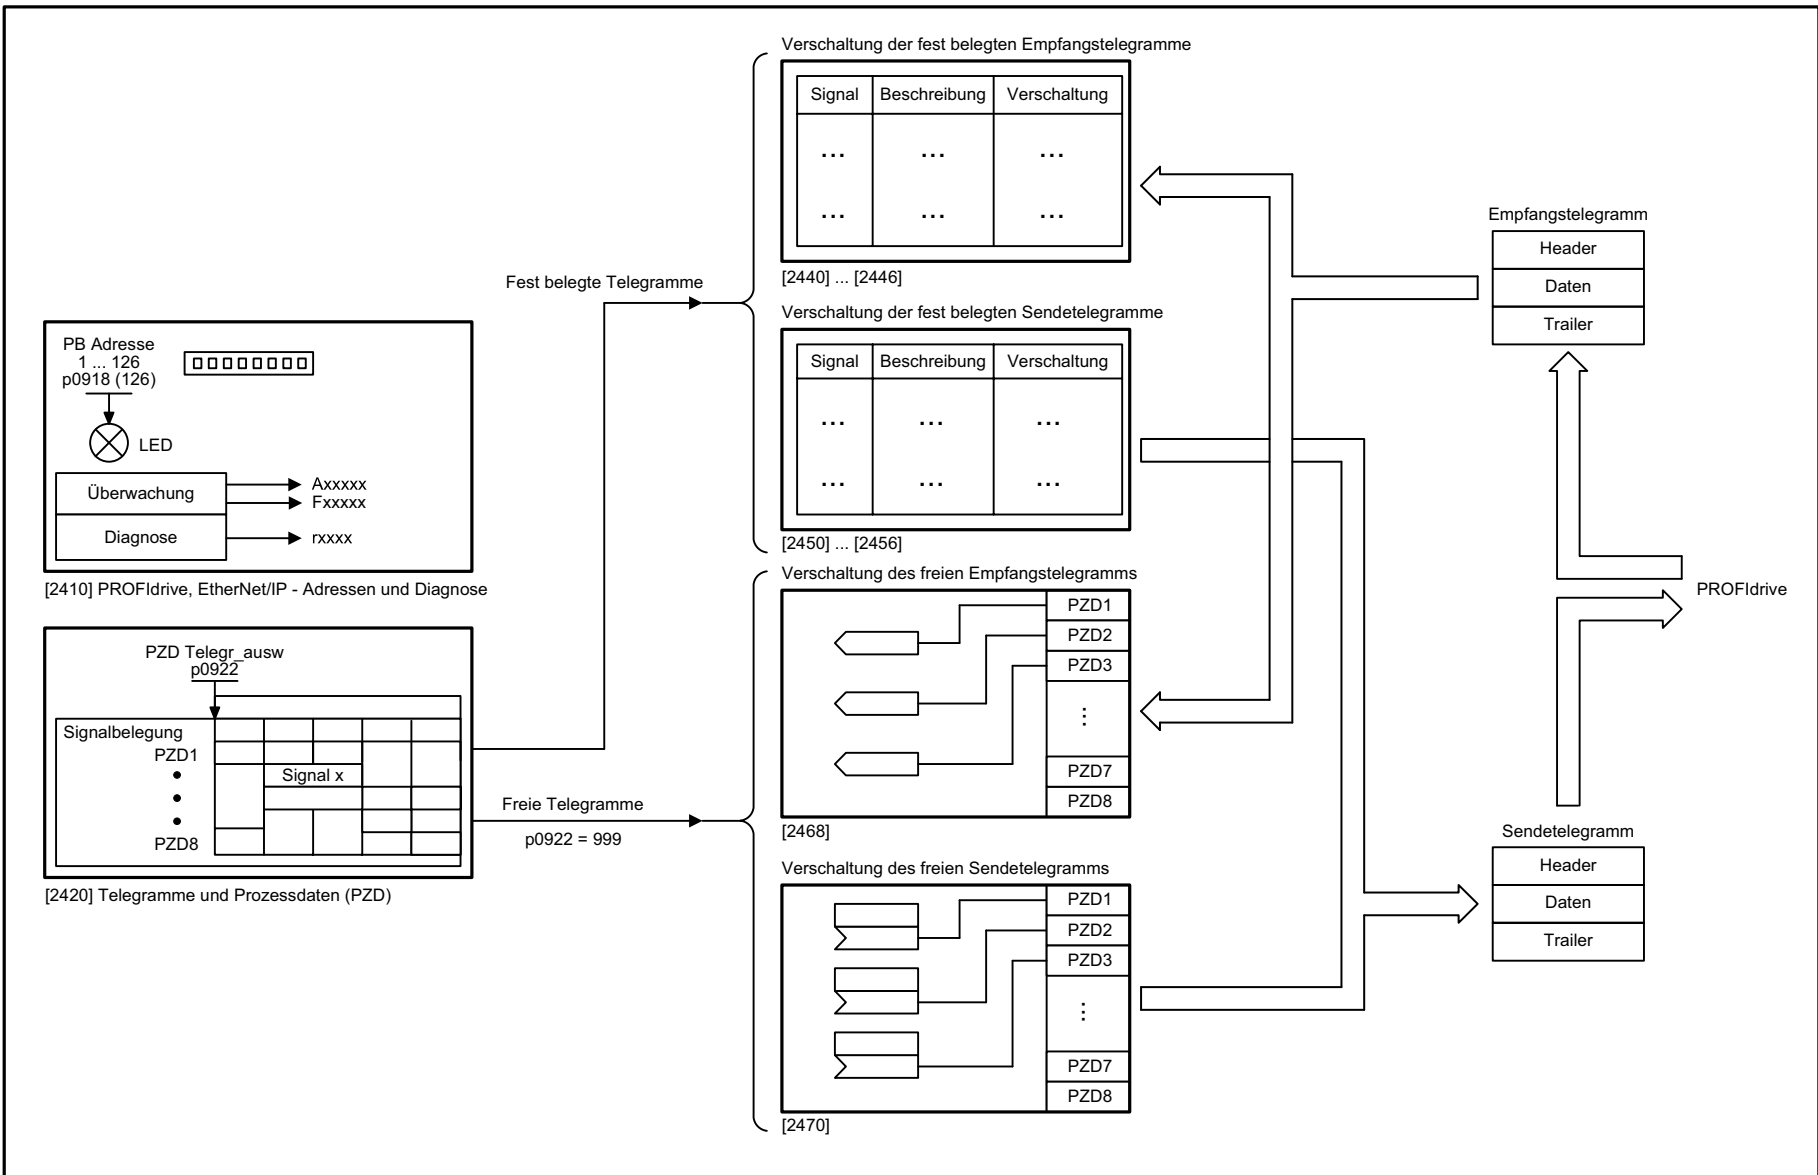 PB Adresse
1 ... 126
p0918 (126)
LED
Überwachung
Axxxxx
Fxxxxx
Diagnose
rxxxx
[2410] PROFIdrive, EtherNet/IP - Adressen und Diagnose
PZD Telegr_ausw
p0922
Signalbelegung
PZD1
Signal x
PZD8
[2420] Telegramme und Prozessdaten (PZD)
Fest belegte Telegramme
Freie Telegramme
p0922 = 999
Verschaltung der fest belegten Empfangstelegramme
Signal Beschreibung Verschaltung
... ... ...
... ... ...
[2440] ... [2446]
Verschaltung der fest belegten Sendetelegramme
Signal Beschreibung Verschaltung
... ... ...
... ... ...
[2450] ... [2456]
Verschaltung des freien Empfangstelegramms
PZD1
PZD2
PZD3
⋮
PZD7
PZD8
[2468]
Verschaltung des freien Sendetelegramms
PZD1
PZD2
PZD3
⋮
PZD7
PZD8
[2470]
Empfangstelegramm
Header
Daten
Trailer
PROFIdrive
Sendetelegramm
Header
Daten
Trailer